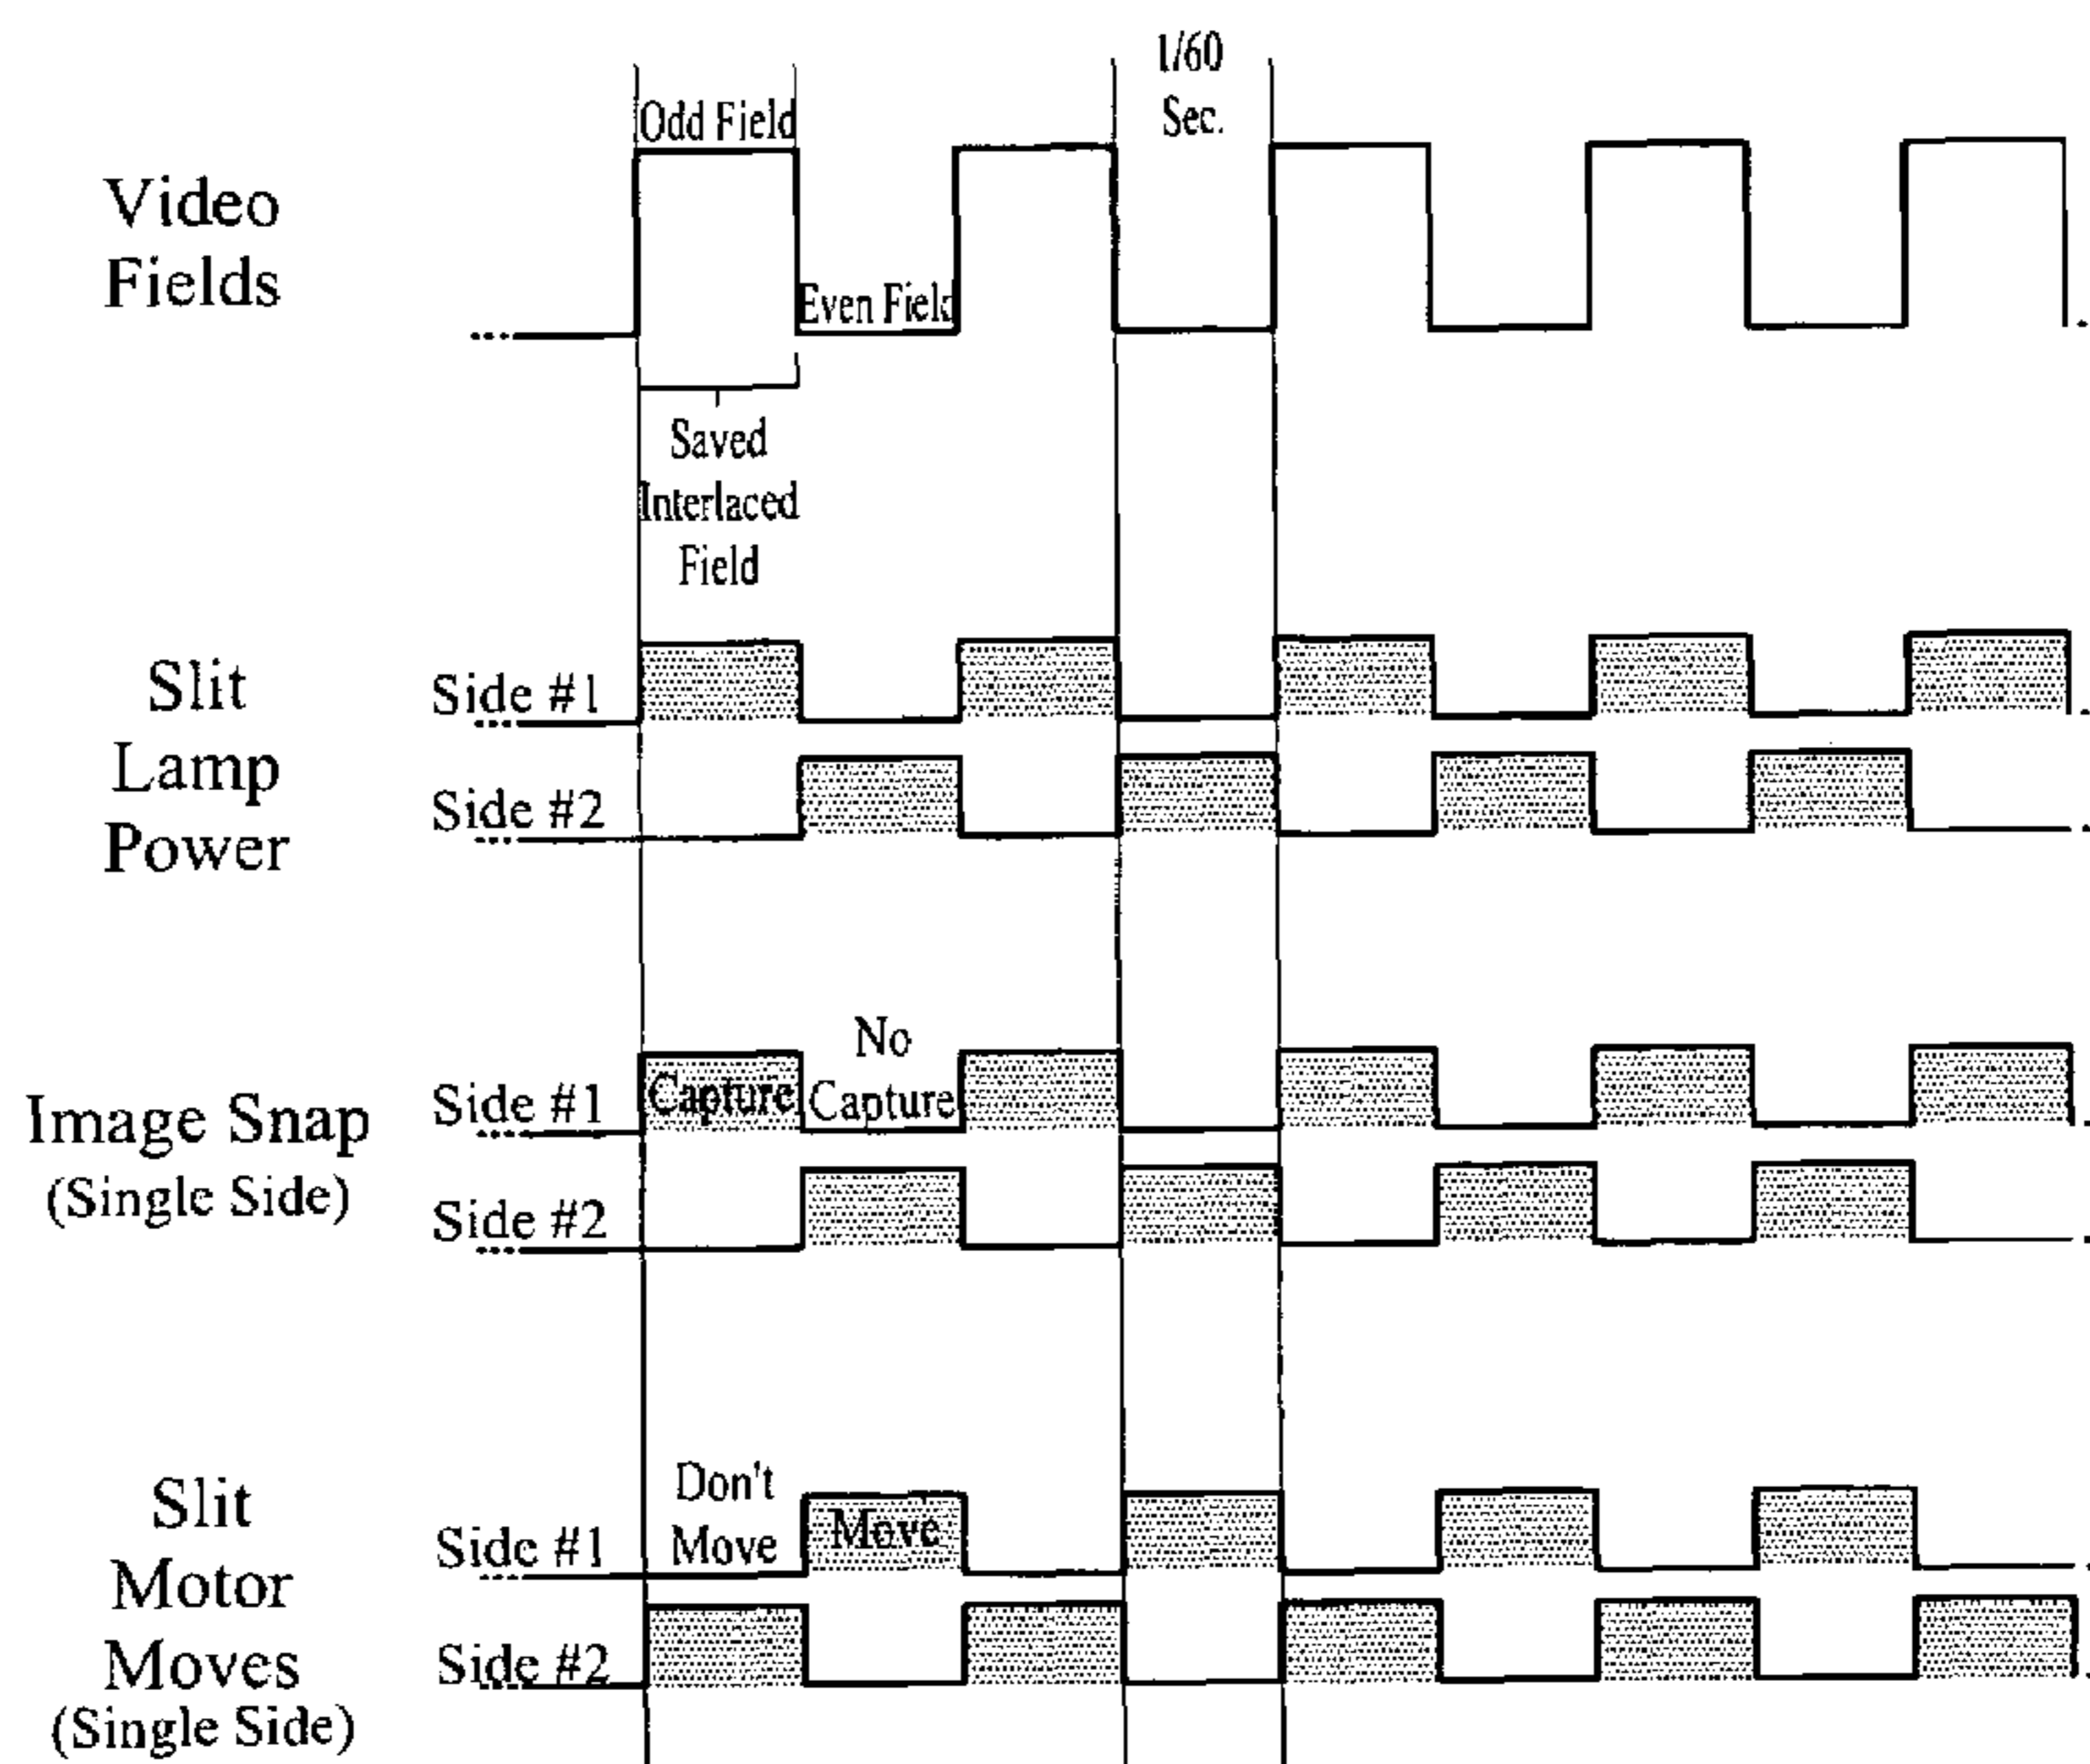 1/60
Sec.
Odd Field
Video
Fields
Even Field
Saved
Interlaced
Field
Slit
Lamp
Power
Side #1
Side #2
Image Snap
(Single Side)
Side #1
Capture
No
Capture
Side #2
Slit
Motor
Moves
(Single Side)
Side #1
Don't
Move
Move
Side #2